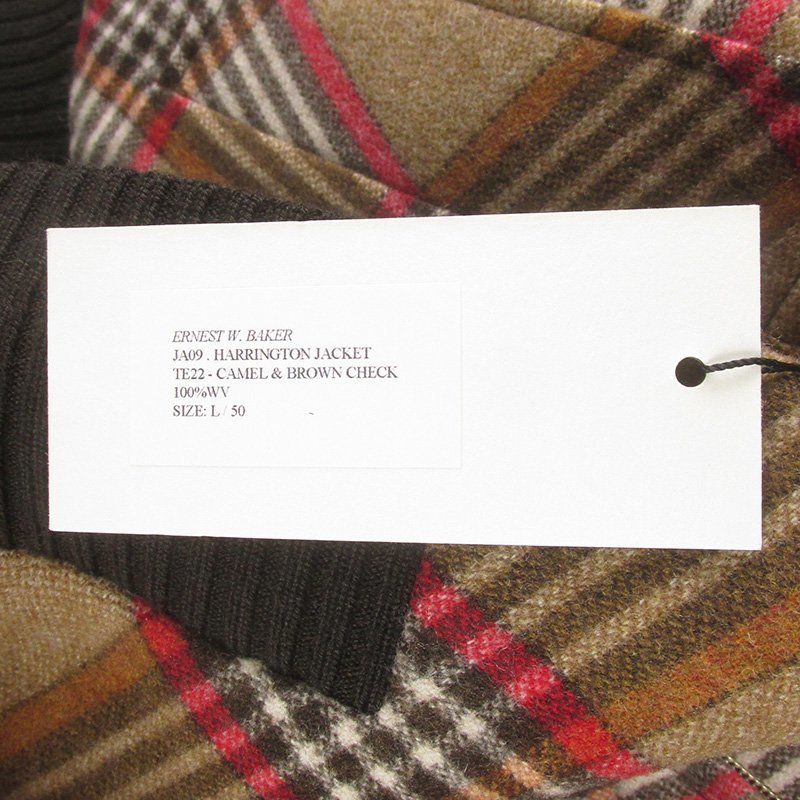 ERNEST W. BAKER
JA09 . HARRINGTON JACKET
TE22 - CAMEL & BROWN CHECK
100%WV
SIZE: L / 50